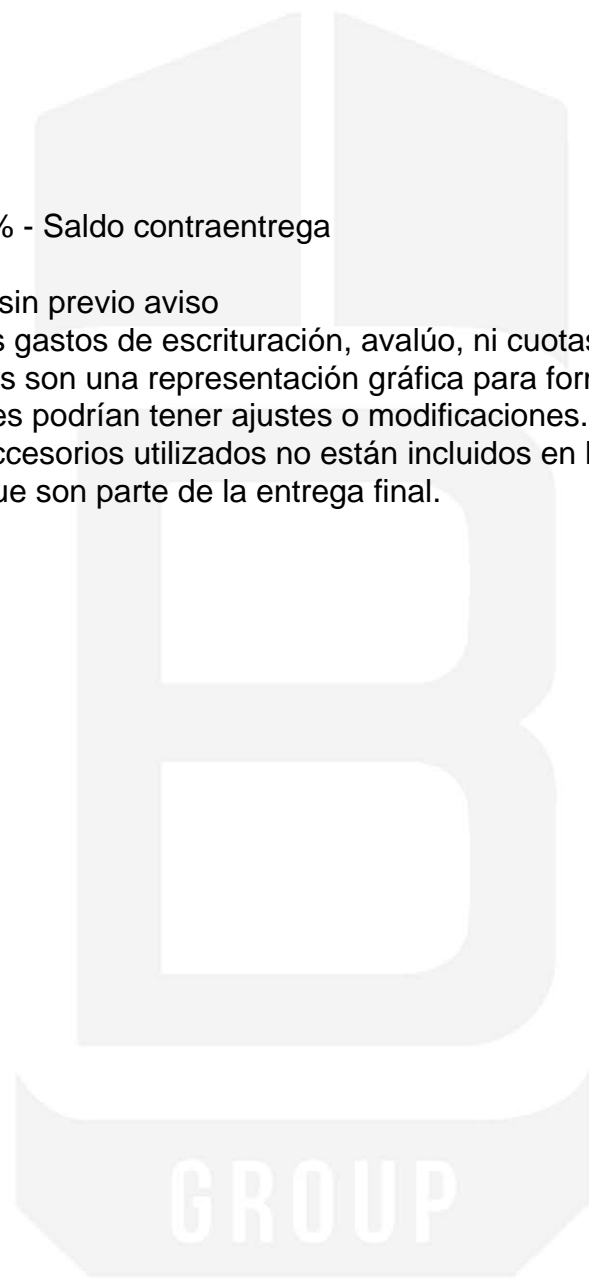 % - Saldo contraentrega
sin previo aviso
s gastos de escrituración, avalúo, ni cuotas
s son una representación gráfica para for
es podrían tener ajustes o modificaciones.
ccesorios utilizados no están incluidos en
ue son parte de la entrega final.
B
GROUP